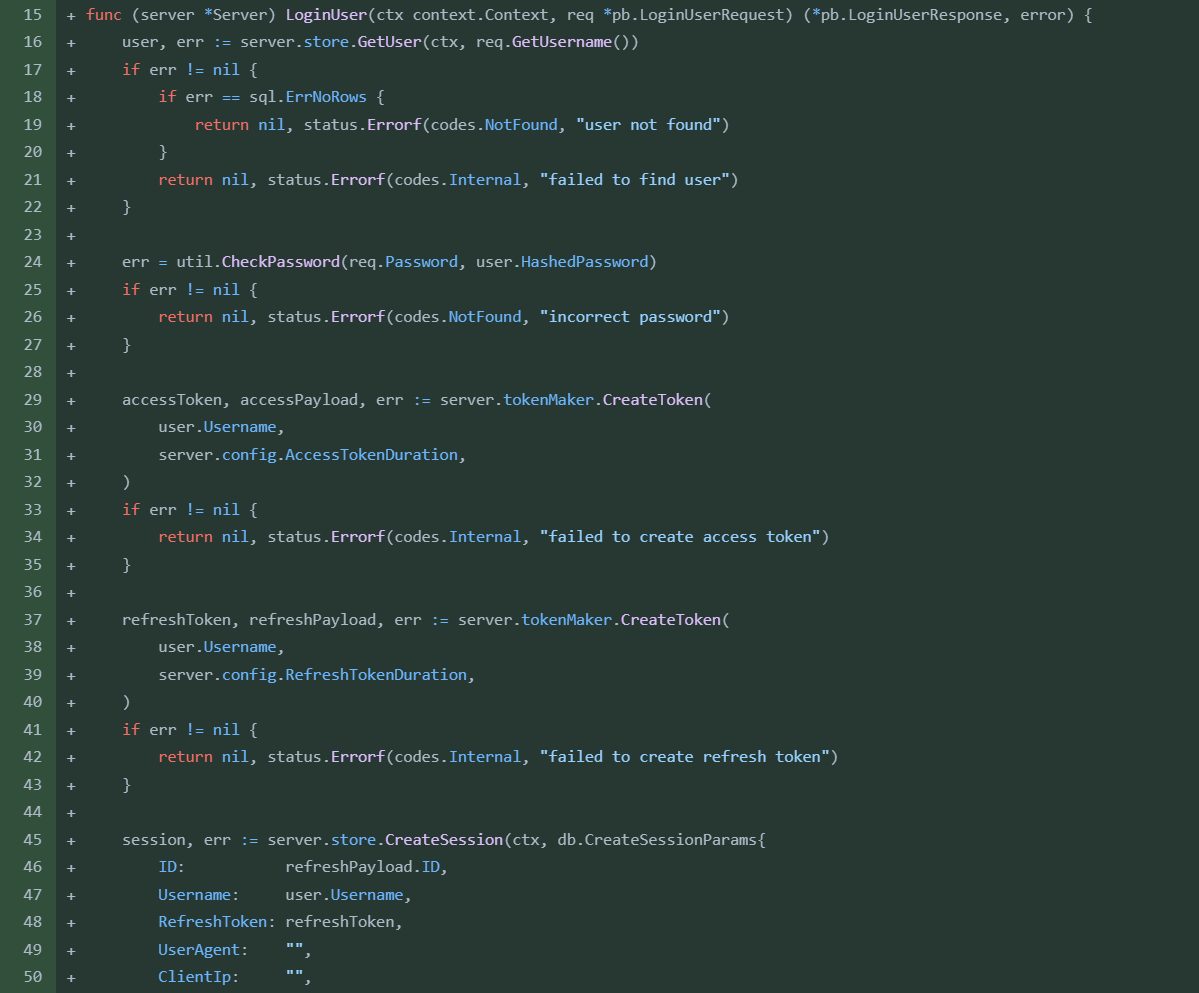 15 + func (server *Server) LoginUser(ctx context.Context, req *pb.LoginUserRequest) (*pb.LoginUserResponse, error) {
16 +     user, err := server.store.GetUser(ctx, req.GetUsername())
17 +     if err != nil {
18 +         if err == sql.ErrNoRows {
19 +             return nil, status.Errorf(codes.NotFound, "user not found")
20 +         }
21 +         return nil, status.Errorf(codes.Internal, "failed to find user")
22 +     }
23 +
24 +     err = util.CheckPassword(req.Password, user.HashedPassword)
25 +     if err != nil {
26 +         return nil, status.Errorf(codes.NotFound, "incorrect password")
27 +     }
28 +
29 +     accessToken, accessPayload, err := server.tokenMaker.CreateToken(
30 +         user.Username,
31 +         server.config.AccessTokenDuration,
32 +     )
33 +     if err != nil {
34 +         return nil, status.Errorf(codes.Internal, "failed to create access token")
35 +     }
36 +
37 +     refreshToken, refreshPayload, err := server.tokenMaker.CreateToken(
38 +         user.Username,
39 +         server.config.RefreshTokenDuration,
40 +     )
41 +     if err != nil {
42 +         return nil, status.Errorf(codes.Internal, "failed to create refresh token")
43 +     }
44 +
45 +     session, err := server.store.CreateSession(ctx, db.CreateSessionParams{
46 +         ID:           refreshPayload.ID,
47 +         Username:     user.Username,
48 +         RefreshToken: refreshToken,
49 +         UserAgent:    "",
50 +         ClientIp:     "",